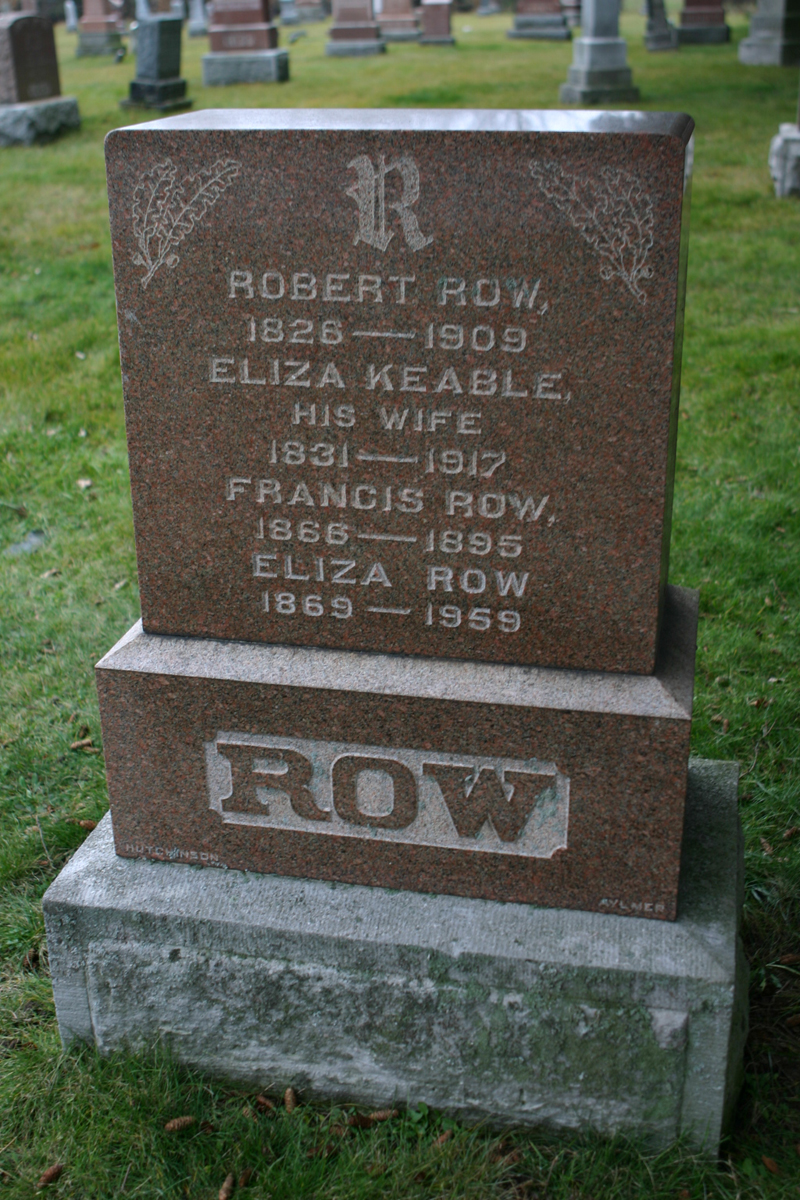 R
ROBERT ROW,
1826 — 1909
ELIZA KEABLE,
HIS WIFE
1831 — 1917
FRANCIS ROW,
1866 — 1895
ELIZA ROW
1869 — 1959
ROW
HUTCHINSON
AYLMER